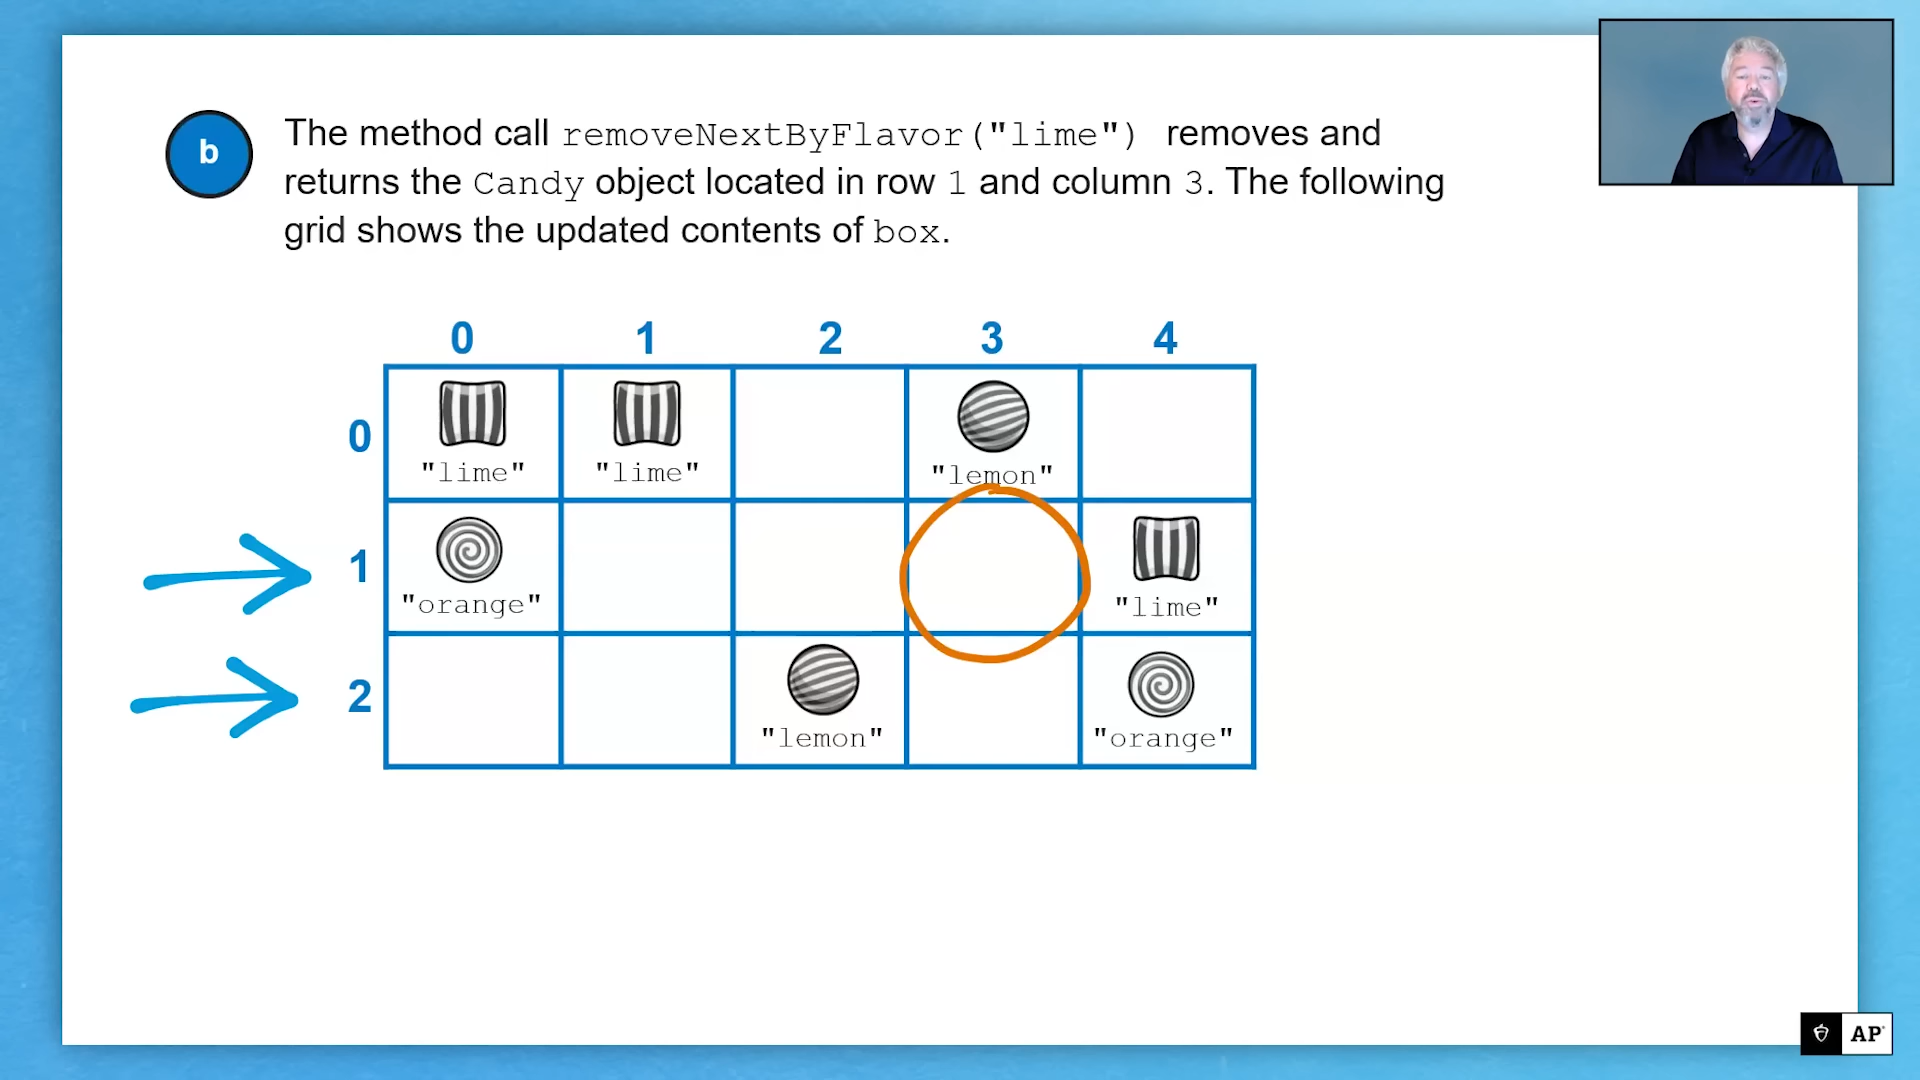 b
The method call removeNextByFlavor("lime") removes and
returns the Candy object located in row 1 and column 3. The following
grid shows the updated contents of box.
0 1 2 3 4
0
"lime" "lime" "lemon"
1
"orange" "lime"
2
"lemon" "orange"
AP